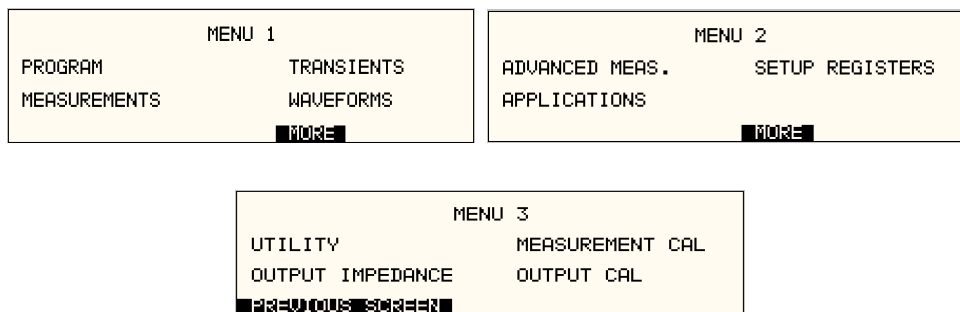 MENU 1
PROGRAM TRANSIENTS
MEASUREMENTS WAVEFORMS
MORE
MENU 2
ADVANCED MEAS. SETUP REGISTERS
APPLICATIONS
MORE
MENU 3
UTILITY MEASUREMENT CAL
OUTPUT IMPEDANCE OUTPUT CAL
PREVIOUS SCREEN